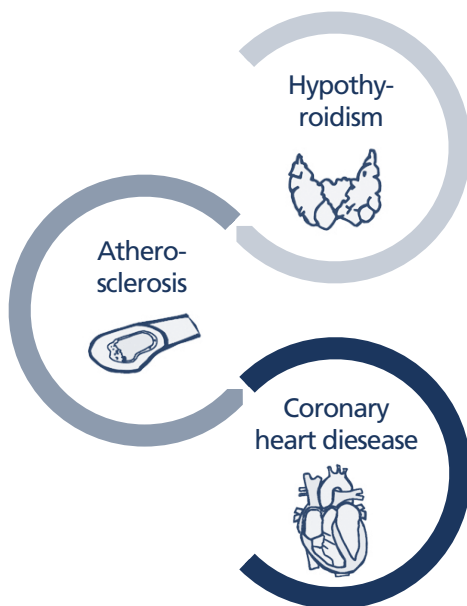 Hypothy-
roidism
Athero-
sclerosis
Coronary
heart diesease